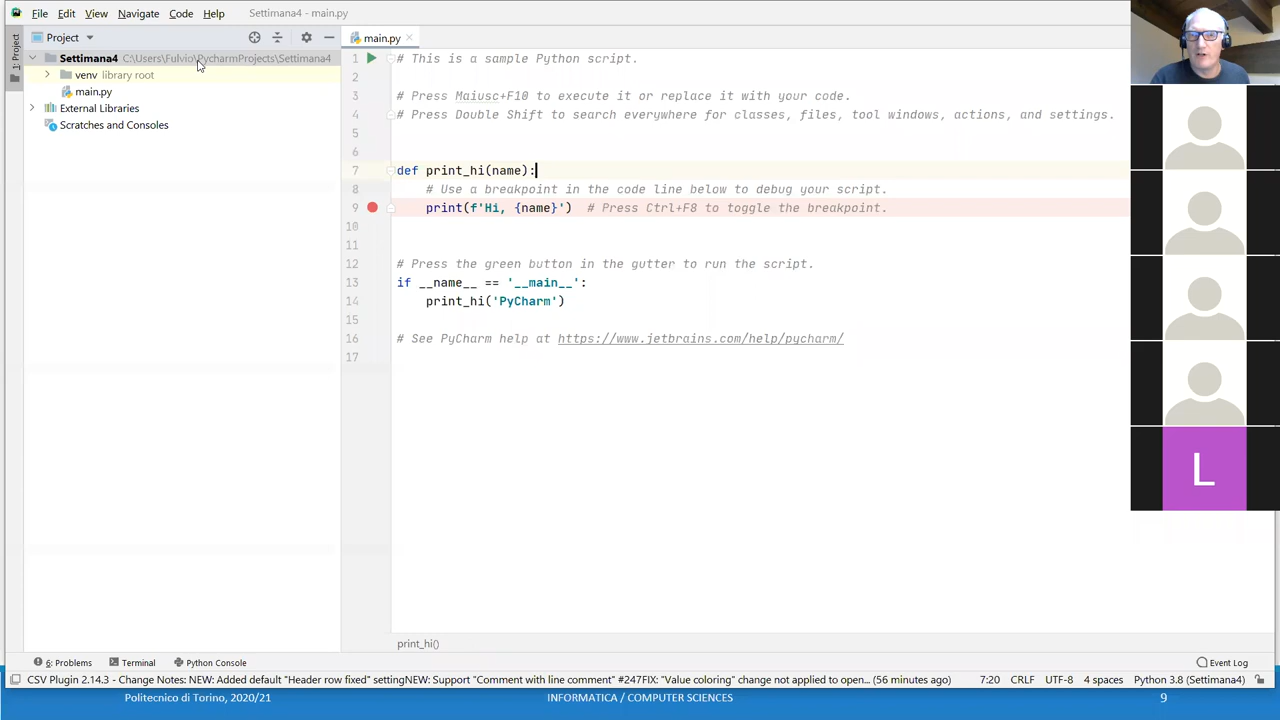 File Edit View Navigate Code Help Settimana4 - main.py
1: Project
Project
main.py
Settimana4 C:\Users\Fulvio\PycharmProjects\Settimana4
venv library root
main.py
External Libraries
Scratches and Consoles
1 # This is a sample Python script.
2
3 # Press Maiusc+F10 to execute it or replace it with your code.
4 # Press Double Shift to search everywhere for classes, files, tool windows, actions, and settings.
5
6
7 def print_hi(name):
8 # Use a breakpoint in the code line below to debug your script.
9 print(f'Hi, {name}') # Press Ctrl+F8 to toggle the breakpoint.
10
11
12 # Press the green button in the gutter to run the script.
13 if __name__ == '__main__':
14 print_hi('PyCharm')
15
16 # See PyCharm help at https://www.jetbrains.com/help/pycharm/
17
L
print_hi()
6: Problems Terminal Python Console Event Log
CSV Plugin 2.14.3 - Change Notes: NEW: Added default "Header row fixed" settingNEW: Support "Comment with line comment" #247FIX: "Value coloring" change not applied to open... (56 minutes ago) 7:20 CRLF UTF-8 4 spaces Python 3.8 (Settimana4)
Politecnico di Torino, 2020/21 INFORMATICA / COMPUTER SCIENCES 9